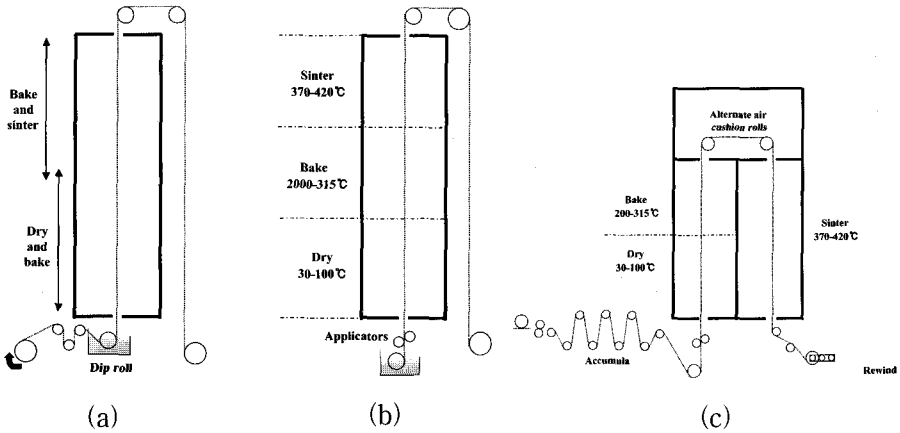 Bake
and
sinter
Dry
and
bake
Dip roll
(a)
Sinter
370-420℃
Bake
2000-315℃
Dry
30-100℃
Applicators
(b)
Alternate air
cushion rolls
Bake
200-315℃
Dry
30-100℃
Sinter
370-420℃
Accumula
Rewind
(c)